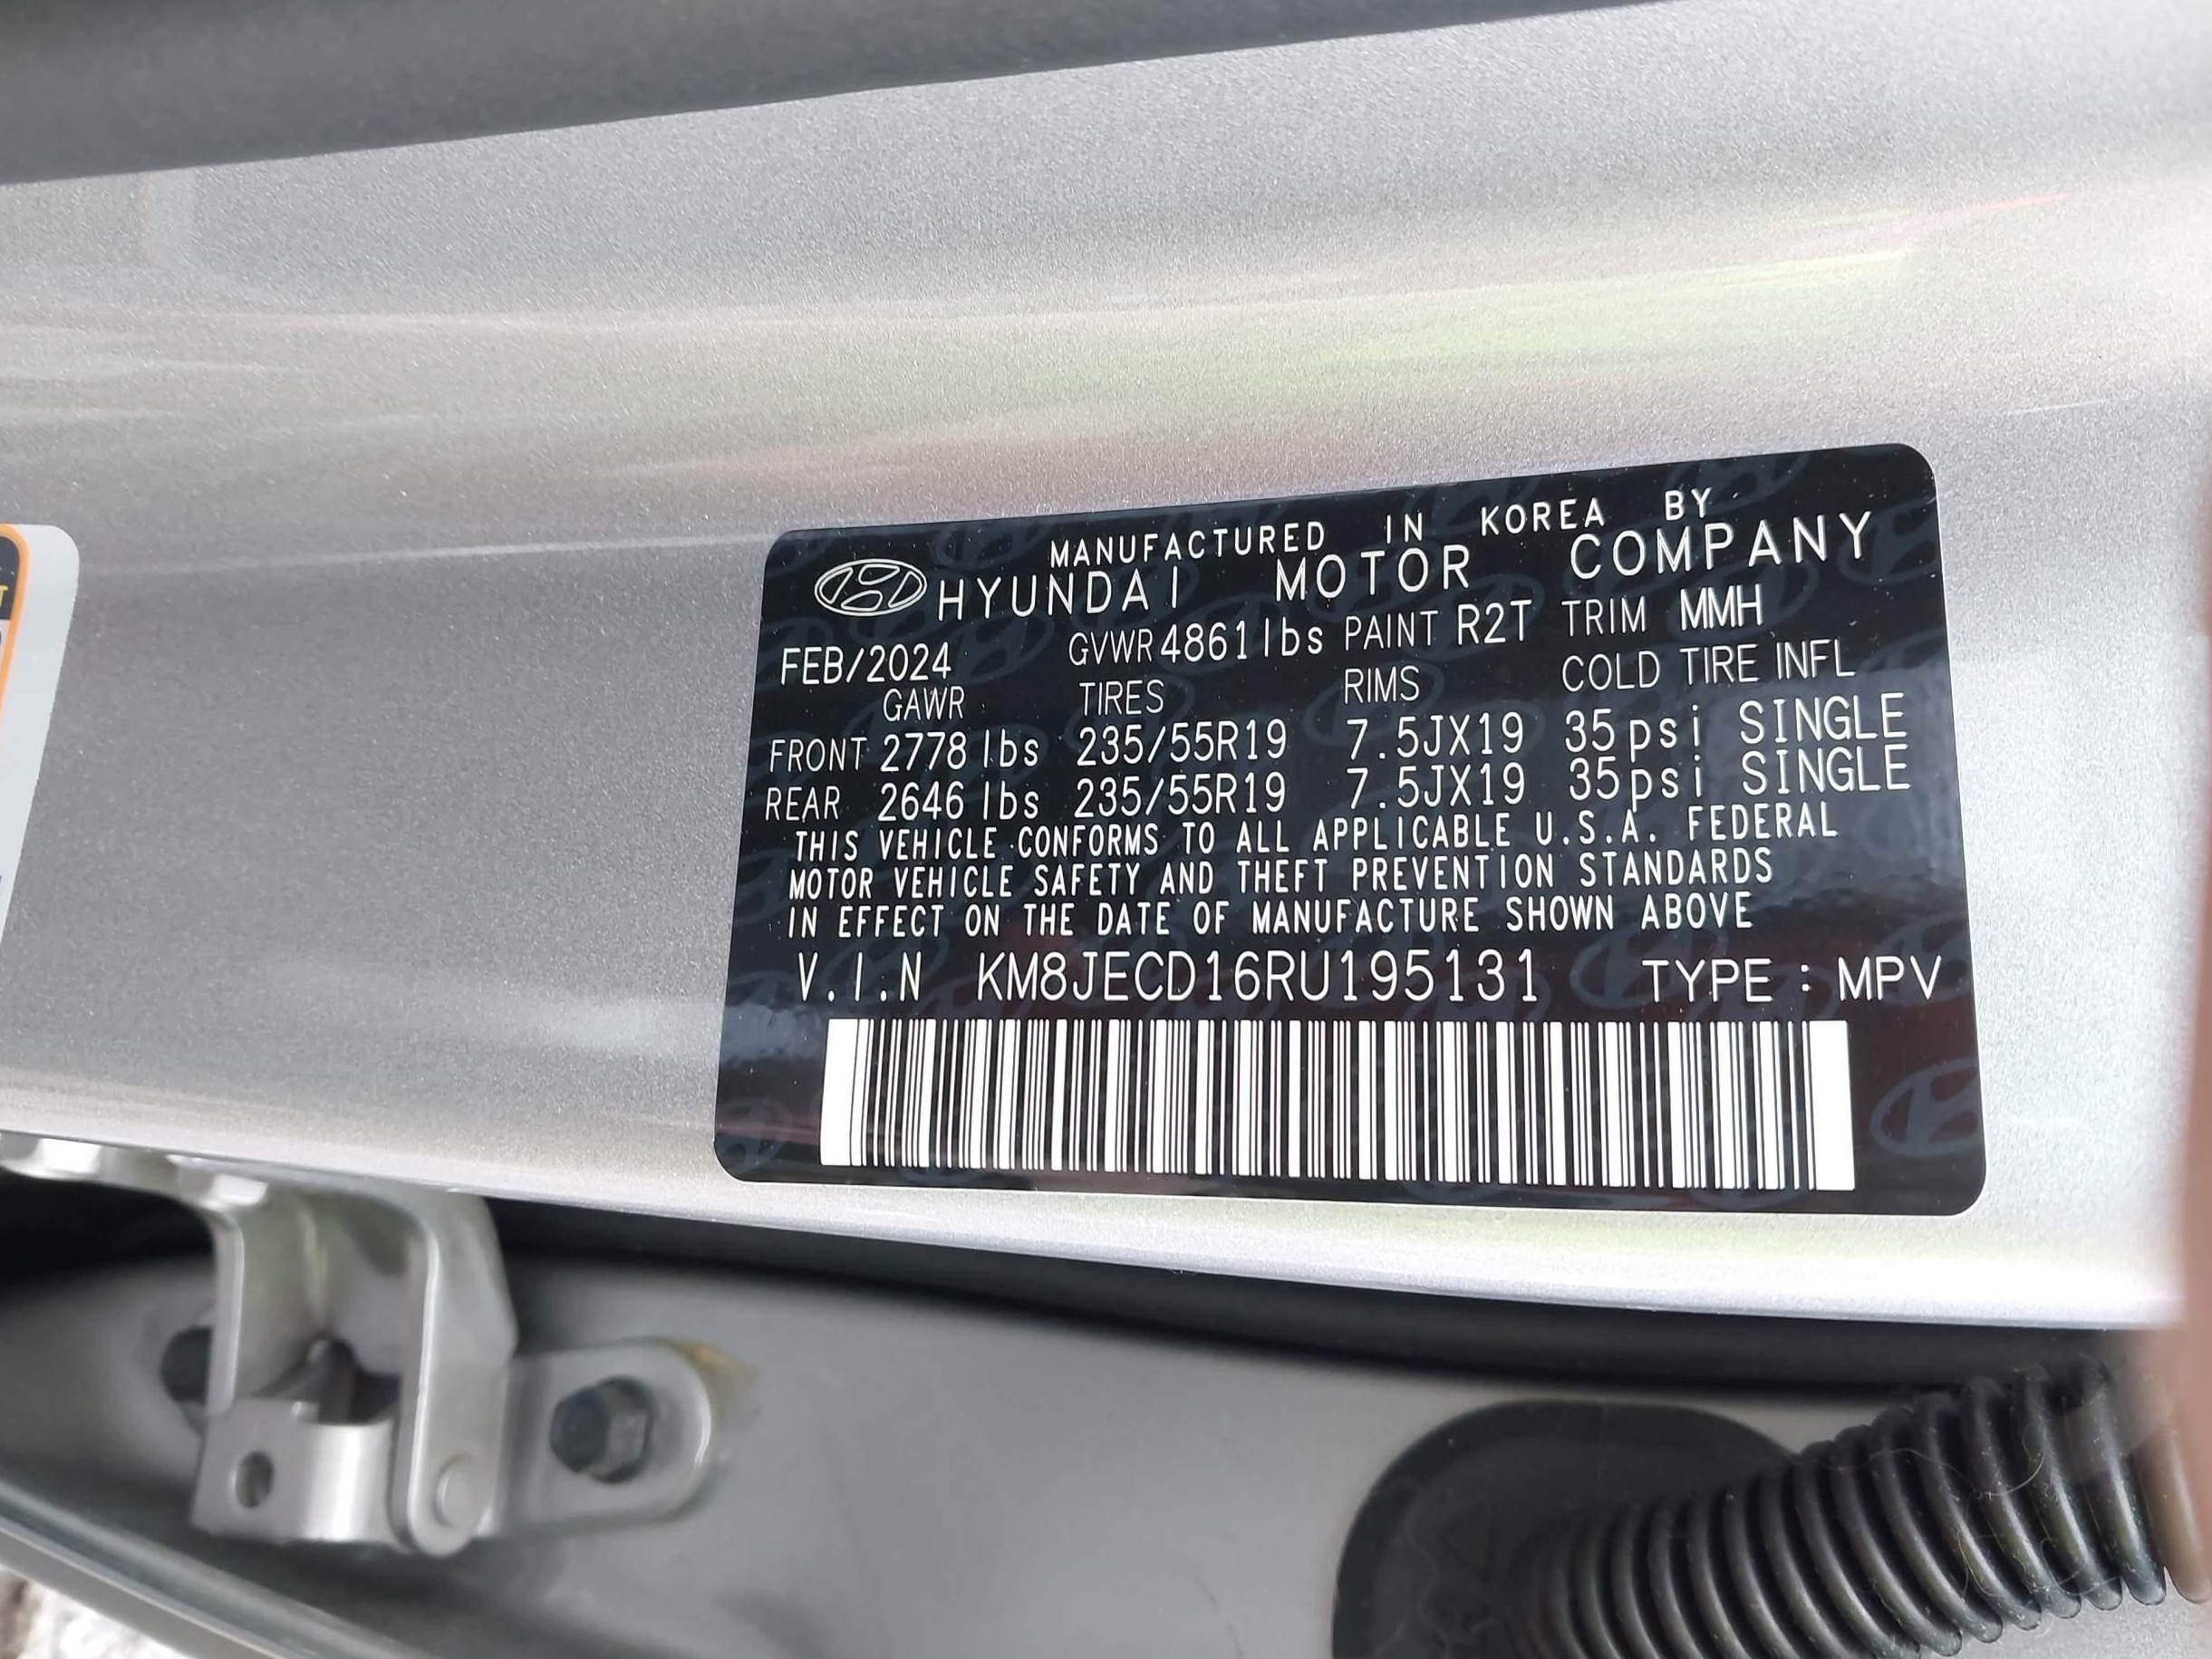 MANUFACTURED IN KOREA BY
HYUNDAI MOTOR COMPANY
FEB/2024 GVWR 4861 lbs PAINT R2T TRIM MMH
GAWR TIRES RIMS COLD TIRE INFL
FRONT 2778 lbs 235/55R19 7.5JX19 35psi SINGLE
REAR 2646 lbs 235/55R19 7.5JX19 35psi SINGLE
THIS VEHICLE CONFORMS TO ALL APPLICABLE U.S.A. FEDERAL
MOTOR VEHICLE SAFETY AND THEFT PREVENTION STANDARDS
IN EFFECT ON THE DATE OF MANUFACTURE SHOWN ABOVE
V.I.N KM8JECD16RU195131 TYPE : MPV